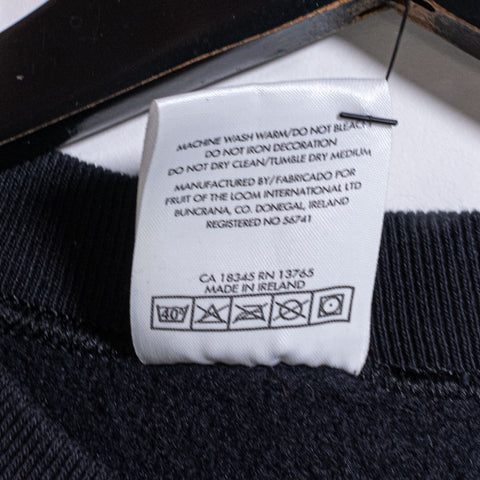 MACHINE WASH WARM/DO NOT BLEACH
DO NOT IRON DECORATION
DO NOT DRY CLEAN/TUMBLE DRY MEDIUM
MANUFACTURED BY/FABRICADO POR
FRUIT OF THE LOOM INTERNATIONAL LTD
BUNCRANA, CO. DONEGAL, IRELAND
REGISTERED NO 56741
CA 18345 RN 13765
MADE IN IRELAND
40°